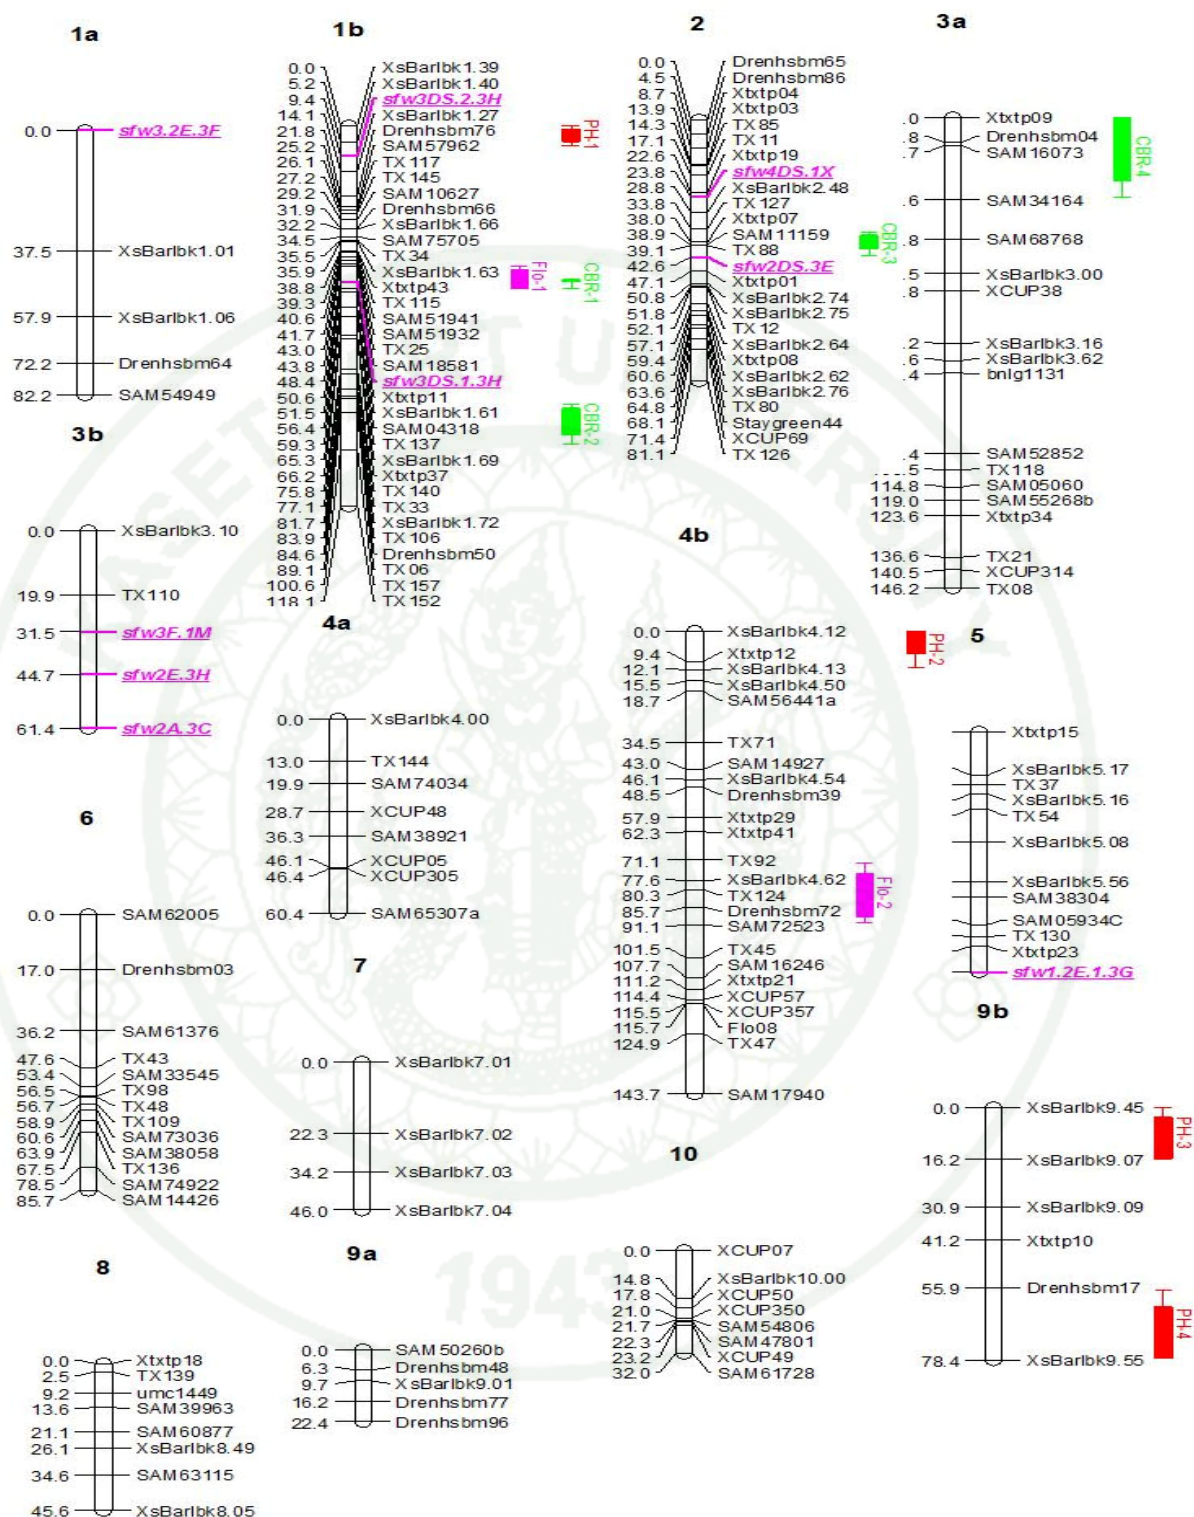 1a
0.0 sfw3.2E.3F
37.5 XsBarlbk1.01
57.9 XsBarlbk1.06
72.2 Drenhsbm64
82.2 SAM54949
1b
0.0 XsBarlbk1.39
5.2 XsBarlbk1.40
9.4 sfw3DS.2.3H
14.1 XsBarlbk1.27
21.8 Drenhsbm76
25.2 SAM57962
26.1 TX117
27.2 TX145
29.2 SAM10627
31.9 Drenhsbm66
32.2 XsBarlbk1.66
34.5 SAM75705
35.5 TX34
35.9 XsBarlbk1.63
38.8 Xtxtp43
39.3 TX115
40.6 SAM51941
41.7 SAM51932
43.0 TX25
43.8 SAM18581
48.4 sfw3DS.1.3H
50.6 Xtxtp11
51.5 XsBarlbk1.61
56.4 SAM04318
59.3 TX137
65.3 XsBarlbk1.69
66.2 Xtxtp37
75.8 TX140
77.1 TX33
81.7 XsBarlbk1.72
83.9 TX106
84.6 Drenhsbm50
89.1 TX06
100.6 TX157
118.1 TX152
PH-1
Flo-1
CBR-1
CBR-2
2
0.0 Drenhsbm65
4.5 Drenhsbm86
8.7 Xtxtp04
13.9 Xtxtp03
14.3 TX85
17.1 TX11
22.6 Xtxtp19
23.8 sfw4DS.1X
28.8 XsBarlbk2.48
33.8 TX127
38.0 Xtxtp07
38.9 SAM11159
39.1 TX88
42.6 sfw2DS.3E
47.1 Xtxtp01
50.8 XsBarlbk2.74
51.8 XsBarlbk2.75
52.1 TX12
57.1 XsBarlbk2.64
59.4 Xtxtp08
60.6 XsBarlbk2.62
63.6 XsBarlbk2.76
64.8 TX80
68.1 Staygreen44
71.4 XCUP69
81.1 TX126
CBR-3
3a
.0 Xtxtp09
.8 Drenhsbm04
.7 SAM16073
.6 SAM34164
.8 SAM68768
.5 XsBarlbk3.00
.8 XCUP38
.2 XsBarlbk3.16
.6 XsBarlbk3.62
.4 bnlg1131
.4 SAM52852
.5 TX118
114.8 SAM05060
119.0 SAM55268b
123.6 Xtxtp34
136.6 TX21
140.5 XCUP314
146.2 TX08
CBR-4
3b
0.0 XsBarlbk3.10
19.9 TX110
31.5 sfw3F.1M
44.7 sfw2E.3H
61.4 sfw2A.3C
4a
0.0 XsBarlbk4.00
13.0 TX144
19.9 SAM74034
28.7 XCUP48
36.3 SAM38921
46.1 XCUP05
46.4 XCUP305
60.4 SAM65307a
4b
0.0 XsBarlbk4.12
9.4 Xtxtp12
12.1 XsBarlbk4.13
15.5 XsBarlbk4.50
18.7 SAM56441a
34.5 TX71
43.0 SAM14927
46.1 XsBarlbk4.54
48.5 Drenhsbm39
57.9 Xtxtp29
62.3 Xtxtp41
71.1 TX92
77.6 XsBarlbk4.62
80.3 TX124
85.7 Drenhsbm72
91.1 SAM72523
101.5 TX45
107.7 SAM16246
111.2 Xtxtp21
114.4 XCUP57
115.5 XCUP357
115.7 Flo08
124.9 TX47
143.7 SAM17940
PH-2
Flo-2
5
Xtxtp15
XsBarlbk5.17
TX37
XsBarlbk5.16
TX54
XsBarlbk5.08
XsBarlbk5.56
SAM38304
SAM05934C
TX130
Xtxtp23
sfw1.2E.1.3G
6
0.0 SAM62005
17.0 Drenhsbm03
36.2 SAM61376
47.6 TX43
53.4 SAM33545
56.5 TX98
56.7 TX48
58.9 TX109
60.6 SAM73036
63.9 SAM38058
67.5 TX136
78.5 SAM74922
85.7 SAM14426
7
0.0 XsBarlbk7.01
22.3 XsBarlbk7.02
34.2 XsBarlbk7.03
46.0 XsBarlbk7.04
8
0.0 Xtxtp18
2.5 TX139
9.2 umc1449
13.6 SAM39963
21.1 SAM60877
26.1 XsBarlbk8.49
34.6 SAM63115
45.6 XsBarlbk8.05
9a
0.0 SAM50260b
6.3 Drenhsbm48
9.7 XsBarlbk9.01
16.2 Drenhsbm77
22.4 Drenhsbm96
10
0.0 XCUP07
14.8 XsBarlbk10.00
17.8 XCUP50
21.0 XCUP350
21.7 SAM54806
22.3 SAM47801
23.2 XCUP49
32.0 SAM61728
9b
0.0 XsBarlbk9.45
16.2 XsBarlbk9.07
30.9 XsBarlbk9.09
41.2 Xtxtp10
55.9 Drenhsbm17
78.4 XsBarlbk9.55
PH-3
PH-4
1943